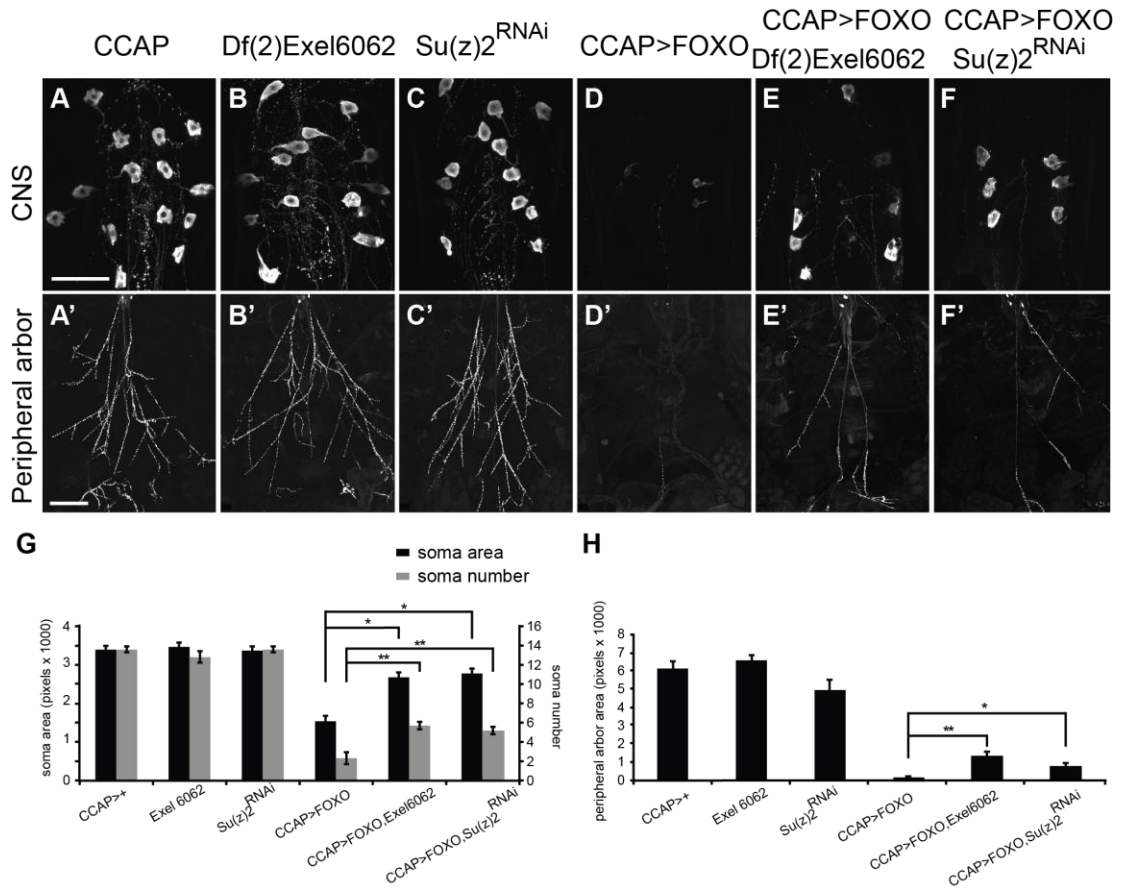 CCAP>FOXO CCAP>FOXO
CCAP Df(2)Exel6062 Su(z)2RNAi CCAP>FOXO Df(2)Exel6062 Su(z)2RNAi
CNS
A B C D E F
Peripheral arbor
A' B' C' D' E' F'
G
soma area
soma number
soma area (pixels x 1000)
4
3
2
1
0
16
14
12
10
8
6
4
2
0
soma number
*
*
**
**
CCAP>+
Exel 6062
Su(z)2RNAi
CCAP>FOXO
CCAP>FOXO,Exel6062
CCAP>FOXO,Su(z)2RNAi
H
peripheral arbor area (pixels x 1000)
8
7
6
5
4
3
2
1
0
*
**
CCAP>+
Exel 6062
Su(z)2RNAi
CCAP>FOXO
CCAP>FOXO,Exel6062
CCAP>FOXO,Su(z)2RNAi